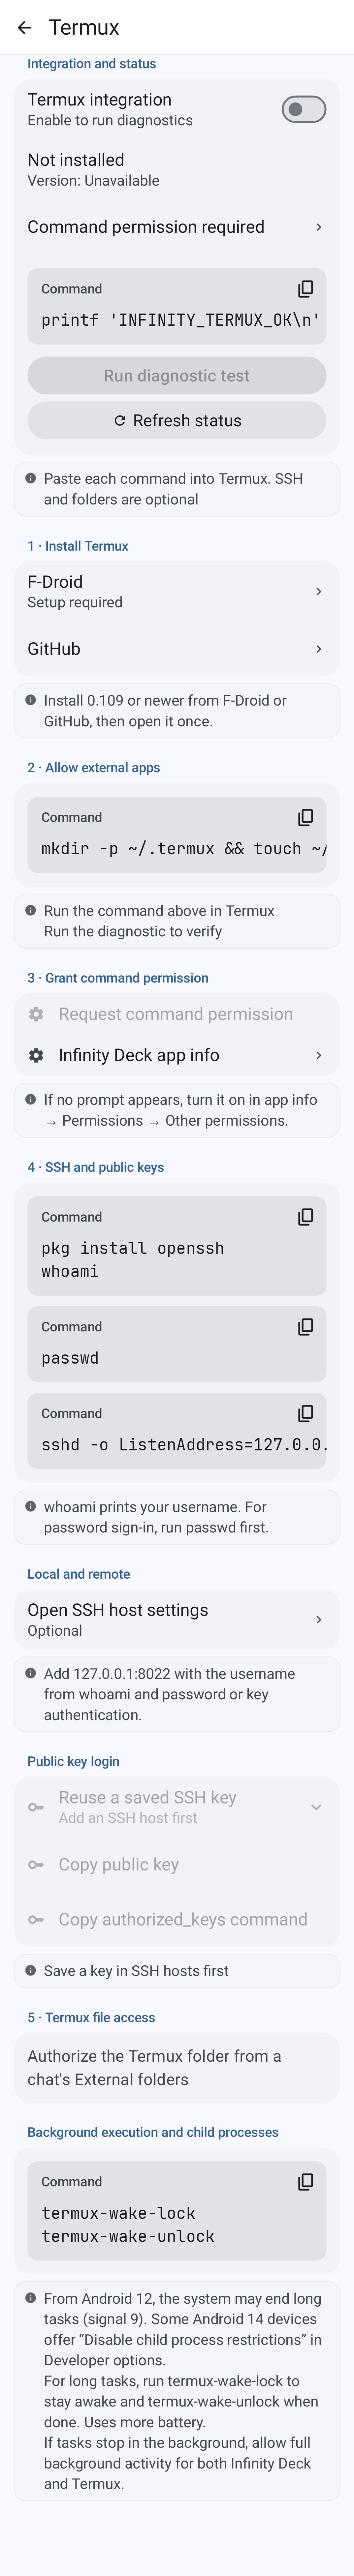 Termux
Integration and status
Termux integration
Enable to run diagnostics
Not installed
Version: Unavailable
Command permission required
Command
printf 'INFINITY_TERMUX_OK\n'
Run diagnostic test
Refresh status
Paste each command into Termux. SSH
and folders are optional
1 · Install Termux
F-Droid
Setup required
GitHub
Install 0.109 or newer from F-Droid or
GitHub, then open it once.
2 · Allow external apps
Command
mkdir -p ~/.termux && touch ~/
Run the command above in Termux
Run the diagnostic to verify
3 · Grant command permission
Request command permission
Infinity Deck app info
If no prompt appears, turn it on in app info
→ Permissions → Other permissions.
4 · SSH and public keys
Command
pkg install openssh
whoami
Command
passwd
Command
sshd -o ListenAddress=127.0.0.
whoami prints your username. For
password sign-in, run passwd first.
Local and remote
Open SSH host settings
Optional
Add 127.0.0.1:8022 with the username
from whoami and password or key
authentication.
Public key login
Reuse a saved SSH key
Add an SSH host first
Copy public key
Copy authorized_keys command
Save a key in SSH hosts first
5 · Termux file access
Authorize the Termux folder from a
chat's External folders
Background execution and child processes
Command
termux-wake-lock
termux-wake-unlock
From Android 12, the system may end long
tasks (signal 9). Some Android 14 devices
offer “Disable child process restrictions” in
Developer options.
For long tasks, run termux-wake-lock to
stay awake and termux-wake-unlock when
done. Uses more battery.
If tasks stop in the background, allow full
background activity for both Infinity Deck
and Termux.